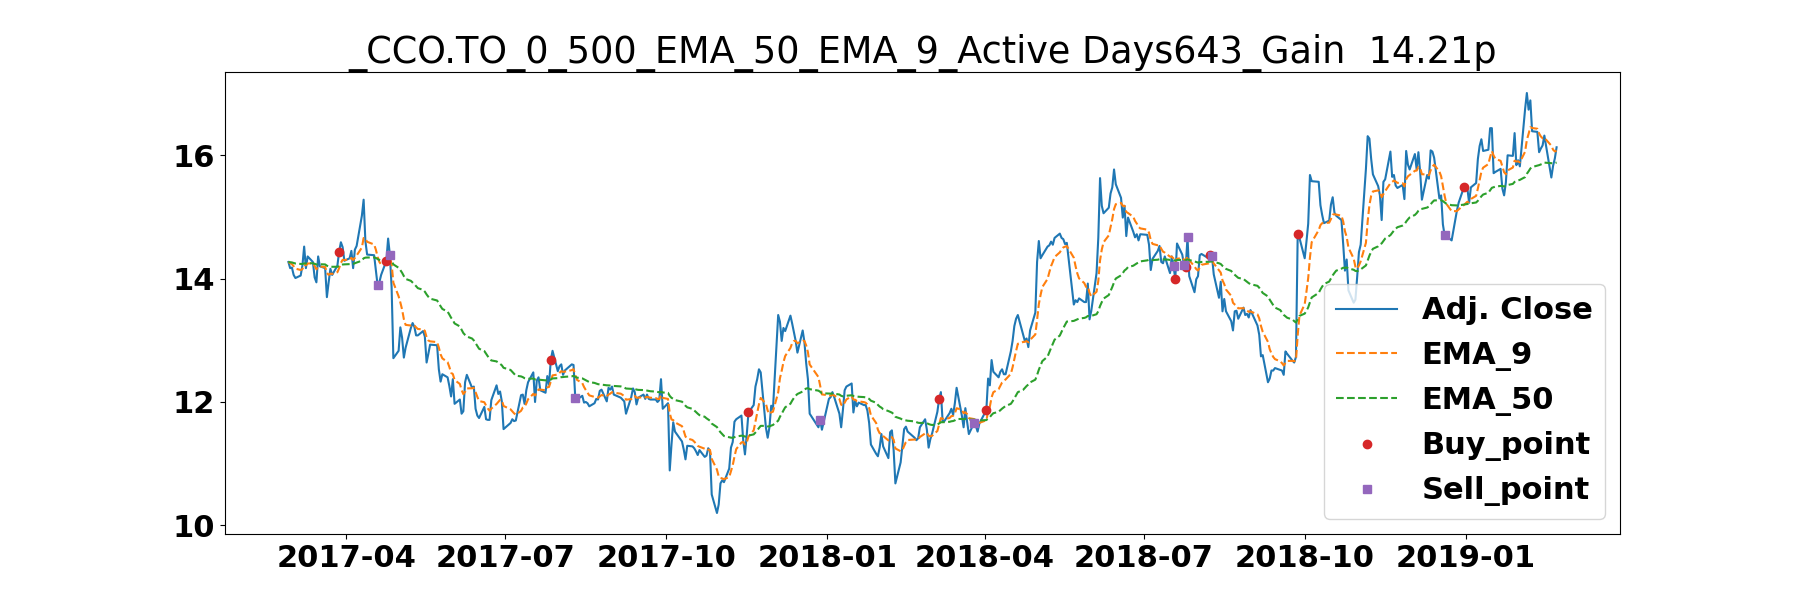 _CCO.TO_0_500_EMA_50_EMA_9_Active Days643_Gain  14.21p
16
14
12
10
2017-04 2017-07 2017-10 2018-01 2018-04 2018-07 2018-10 2019-01
Adj. Close
EMA_9
EMA_50
Buy_point
Sell_point